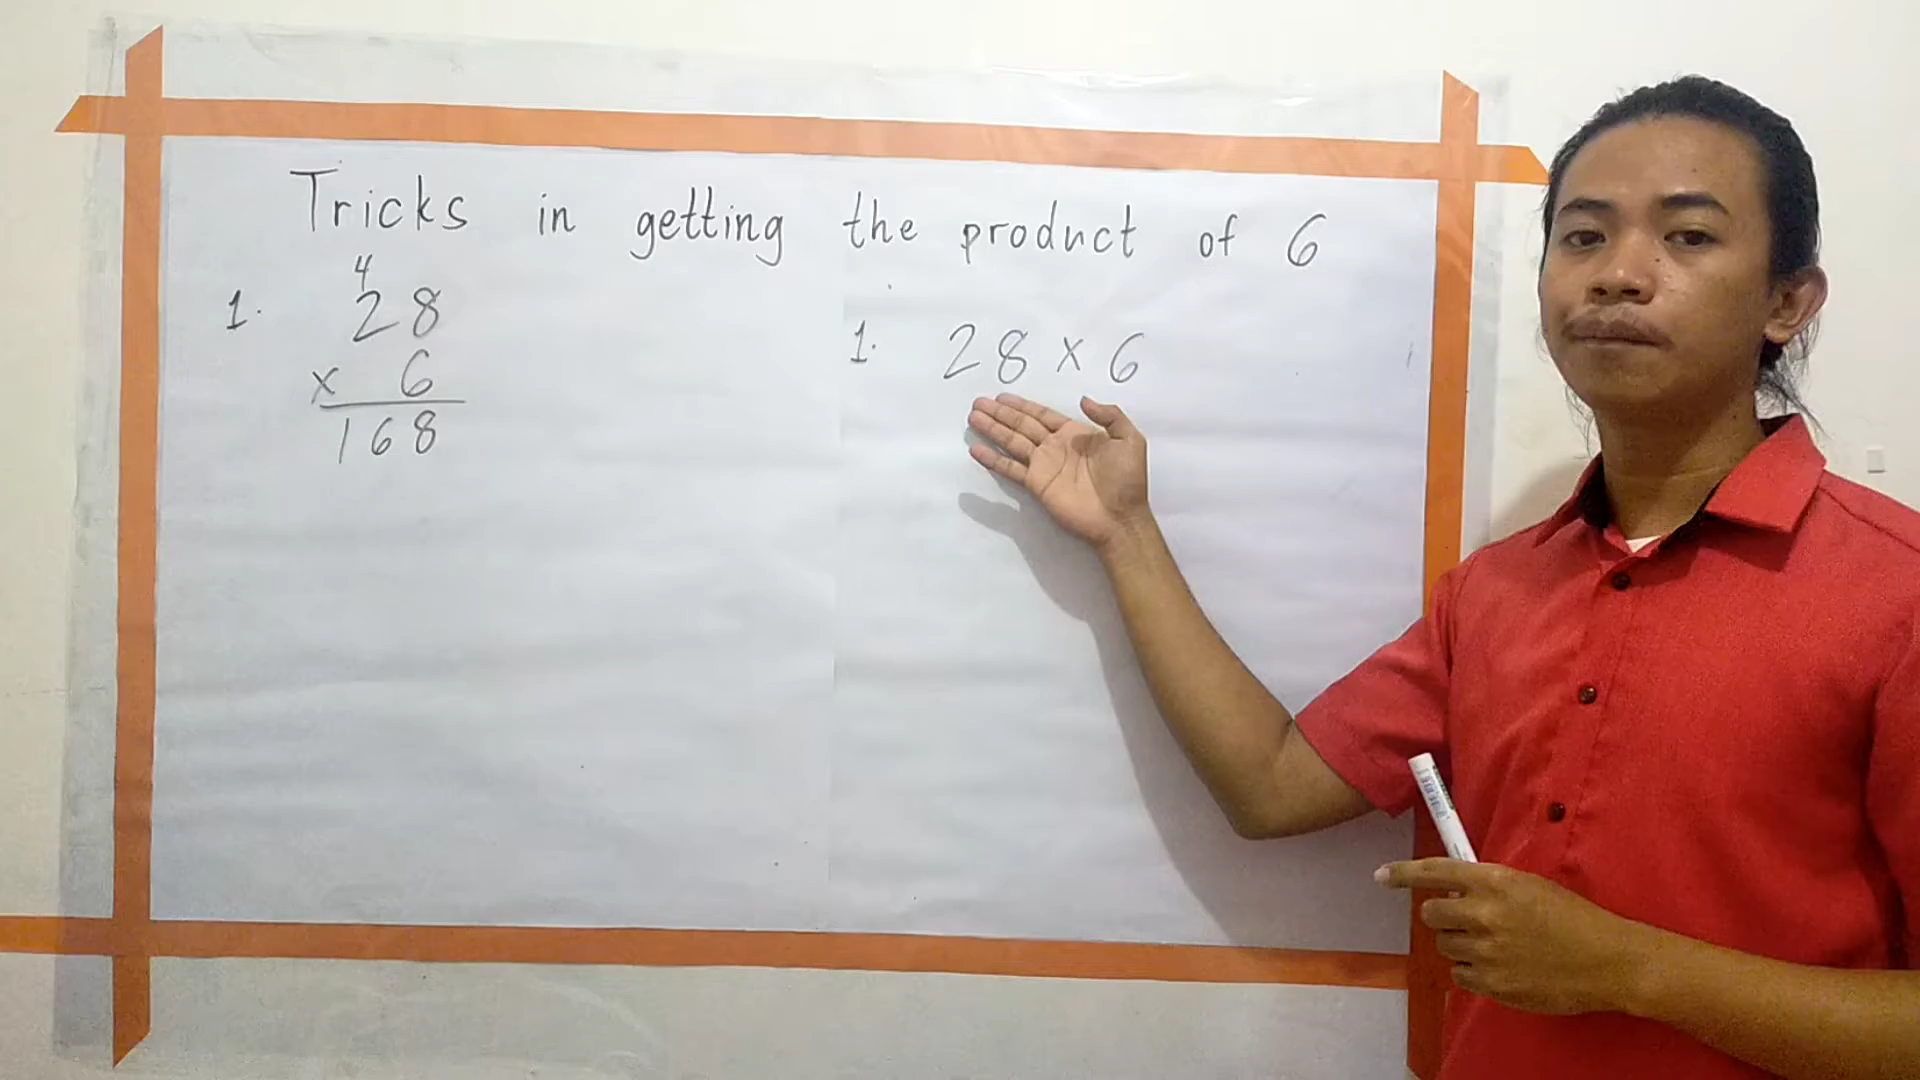 Tricks in getting the product of 6
4
1. 28
x 6
168
1. 28 x 6